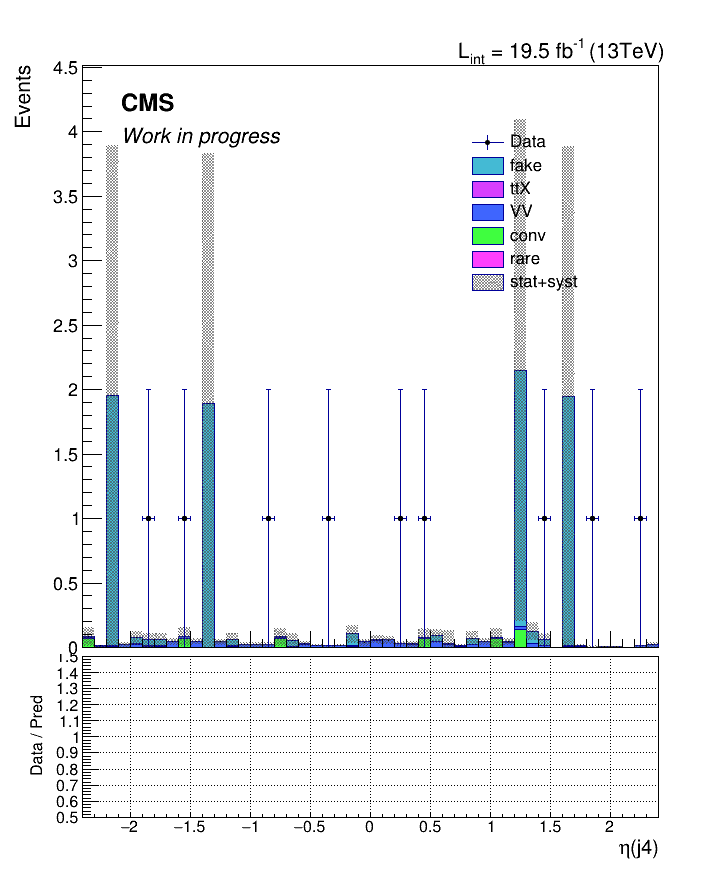 L_int = 19.5 fb^-1 (13TeV)
Events
4.5
CMS
4
Work in progress
Data
fake
ttX
VV
conv
rare
stat+syst
3.5
3
2.5
2
1.5
1
0.5
0
Data / Pred
1.5
1.4
1.3
1.2
1.1
1
0.9
0.8
0.7
0.6
0.5
−2 −1.5 −1 −0.5 0 0.5 1 1.5 2
η(j4)